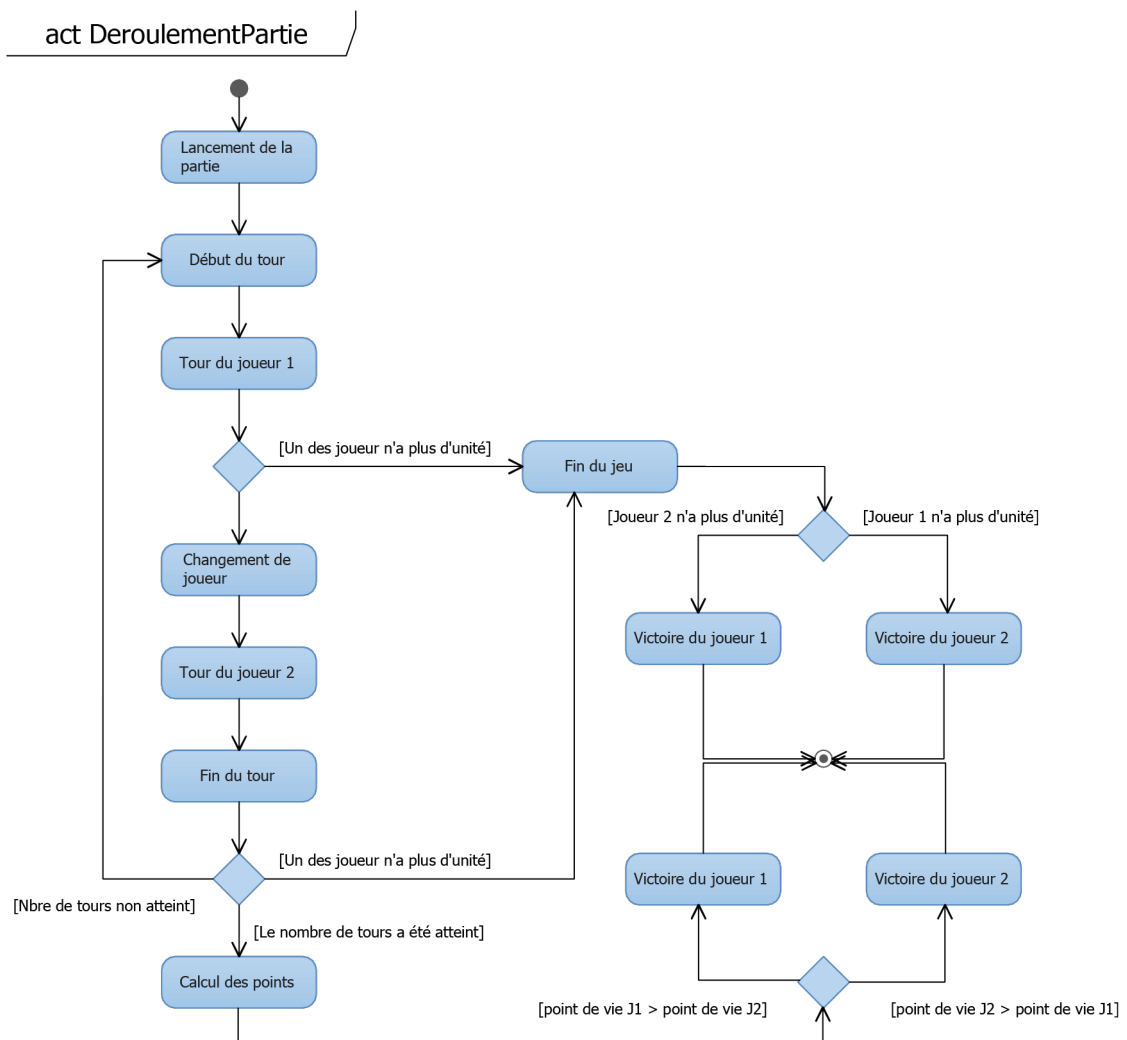 act DeroulementPartie
Lancement de la
partie
Début du tour
Tour du joueur 1
[Un des joueur n'a plus d'unité]
Fin du jeu
[Joueur 2 n'a plus d'unité]
[Joueur 1 n'a plus d'unité]
Changement de
joueur
Victoire du joueur 1
Victoire du joueur 2
Tour du joueur 2
Fin du tour
[Un des joueur n'a plus d'unité]
Victoire du joueur 1
Victoire du joueur 2
[Nbre de tours non atteint]
[Le nombre de tours a été atteint]
Calcul des points
[point de vie J1 > point de vie J2]
[point de vie J2 > point de vie J1]